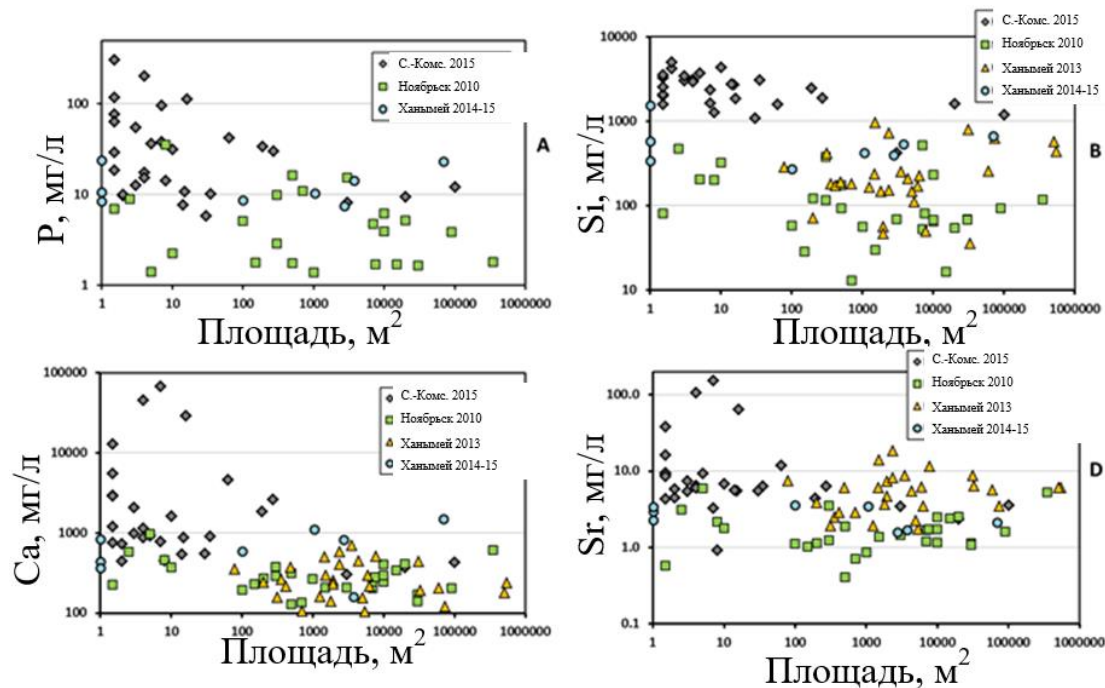 P, мг/л
100
10
1
С.-Комс. 2015
Ноябрьск 2010
Ханымей 2014-15
A
1 10 100 1000 10000 100000 1000000
Площадь, м²
Si, мг/л
10000
1000
100
10
С.-Комс. 2015
Ноябрьск 2010
Ханымей 2013
Ханымей 2014-15
B
1 10 100 1000 10000 100000 1000000
Площадь, м²
Ca, мг/л
100000
10000
1000
100
С.-Комс. 2015
Ноябрьск 2010
Ханымей 2013
Ханымей 2014-15
1 10 100 1000 10000 100000 1000000
Площадь, м²
Sr, мг/л
100.0
10.0
1.0
0.1
С.-Комс. 2015
Ноябрьск 2010
Ханымей 2013
Ханымей 2014-15
D
1 10 100 1000 10000 100000 1000000
Площадь, м²